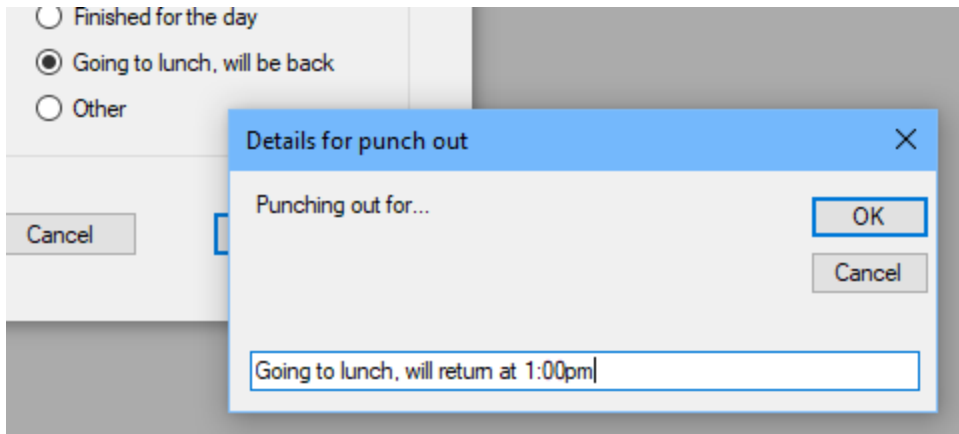 Finished for the day
Going to lunch, will be back
Other
Cancel
Details for punch out
Punching out for...
OK
Cancel
Going to lunch, will return at 1:00pm